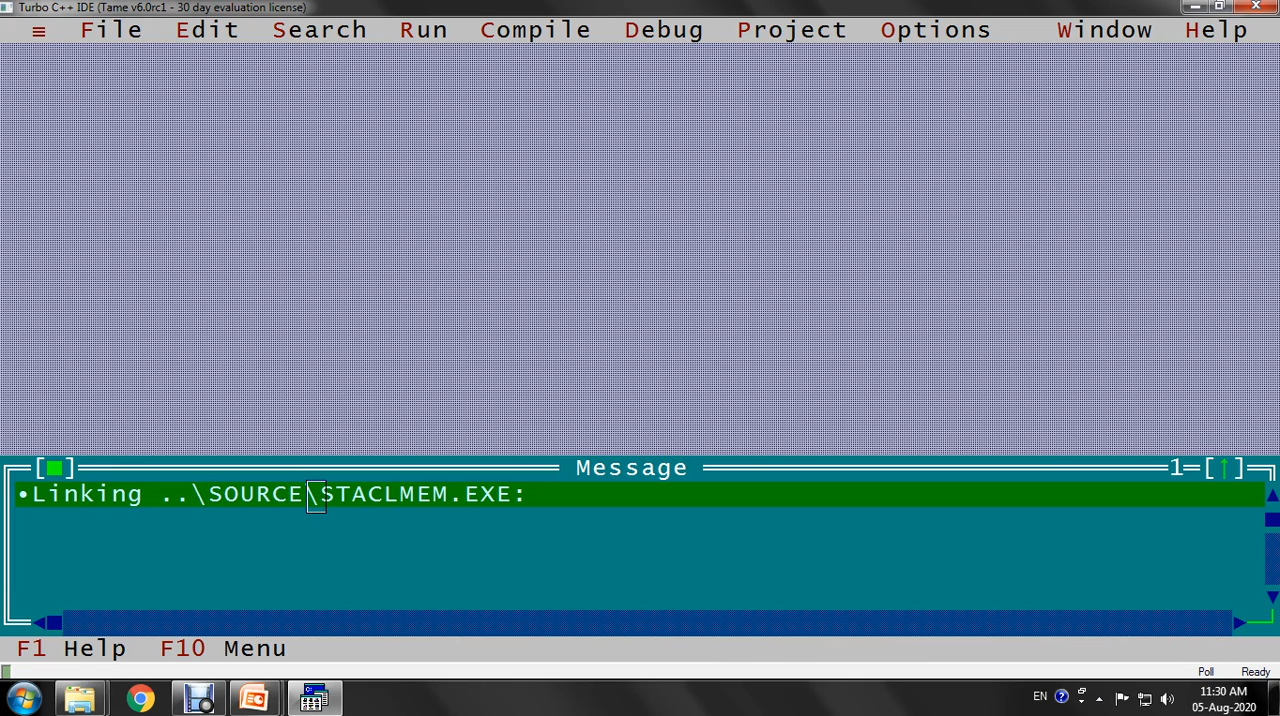 Turbo C++ IDE (Tame v6.0rc1 - 30 day evaluation license)
≡ File Edit Search Run Compile Debug Project Options Window Help
[■] Message 1=[↑]
•Linking ..\SOURCE\STACLMEM.EXE:
F1 Help F10 Menu
Poll Ready
EN 11:30 AM
05-Aug-2020